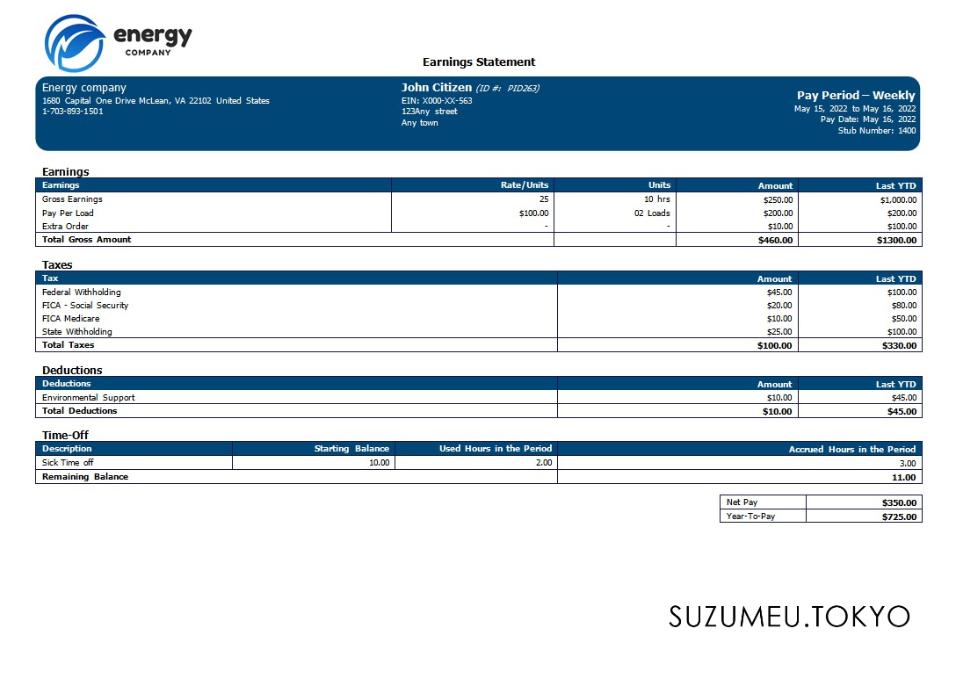 energy
COMPANY
Earnings Statement
Energy company
1680 Capital One Drive McLean, VA 22102 United States
1-703-893-1501
John Citizen (ID #: PID263)
EIN: X000-XX-563
123Any street
Any town
Pay Period – Weekly
May 15, 2022 to May 16, 2022
Pay Date: May 16, 2022
Stub Number: 1400
Earnings
Earnings Rate/Units Units Amount Last YTD
Gross Earnings 25 10 hrs $250.00 $1,000.00
Pay Per Load $100.00 02 Loads $200.00 $200.00
Extra Order - - $10.00 $100.00
Total Gross Amount $460.00 $1300.00
Taxes
Tax Amount Last YTD
Federal Withholding $45.00 $100.00
FICA - Social Security $20.00 $80.00
FICA Medicare $10.00 $50.00
State Withholding $25.00 $100.00
Total Taxes $100.00 $330.00
Deductions
Deductions Amount Last YTD
Environmental Support $10.00 $45.00
Total Deductions $10.00 $45.00
Time-Off
Description Starting Balance Used Hours in the Period Accrued Hours in the Period
Sick Time off 10.00 2.00 3.00
Remaining Balance 11.00
Net Pay $350.00
Year-To-Pay $725.00
SUZUMEU.TOKYO